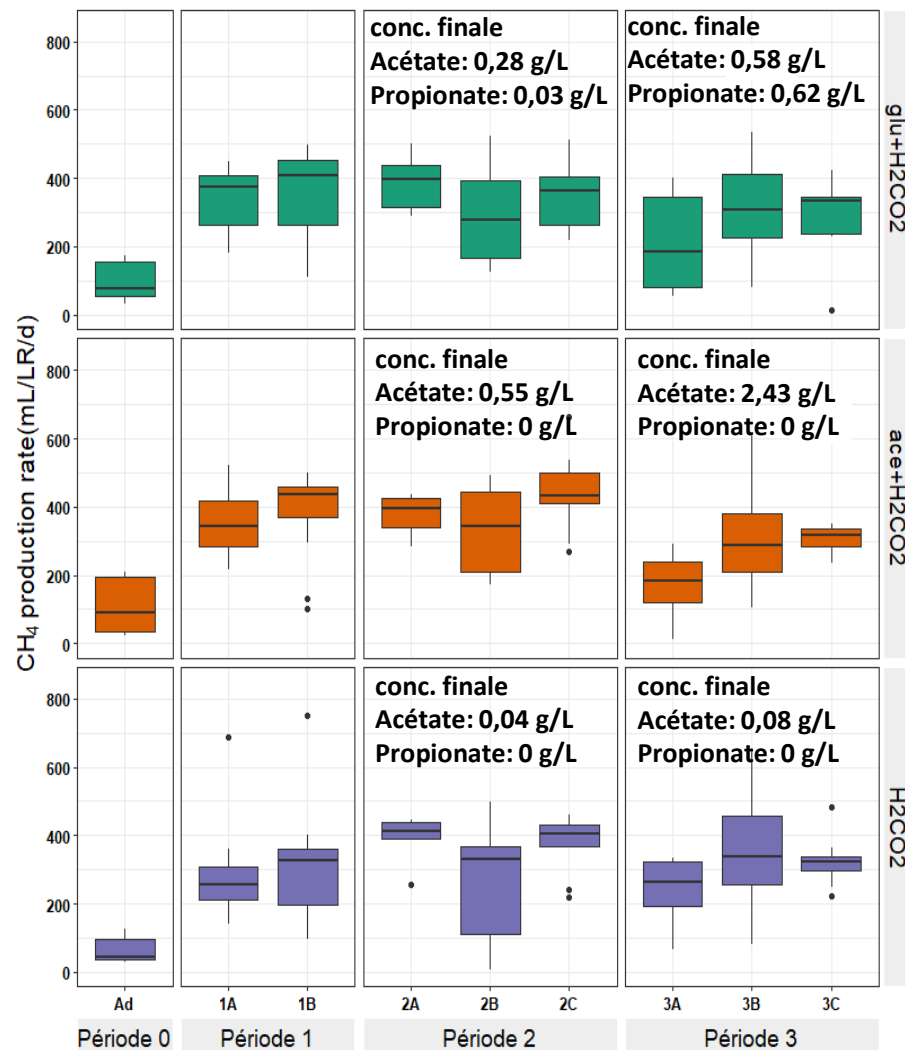 CH4 production rate(mL/LR/d)
800
600
400
200
0
conc. finale
Acétate: 0,28 g/L
Propionate: 0,03 g/L
conc. finale
Acétate: 0,58 g/L
Propionate: 0,62 g/L
glu+H2CO2
800
600
400
200
0
conc. finale
Acétate: 0,55 g/L
Propionate: 0 g/L
conc. finale
Acétate: 2,43 g/L
Propionate: 0 g/L
ace+H2CO2
800
600
400
200
0
conc. finale
Acétate: 0,04 g/L
Propionate: 0 g/L
conc. finale
Acétate: 0,08 g/L
Propionate: 0 g/L
H2CO2
Ad 1A 1B 2A 2B 2C 3A 3B 3C
Période 0 Période 1 Période 2 Période 3